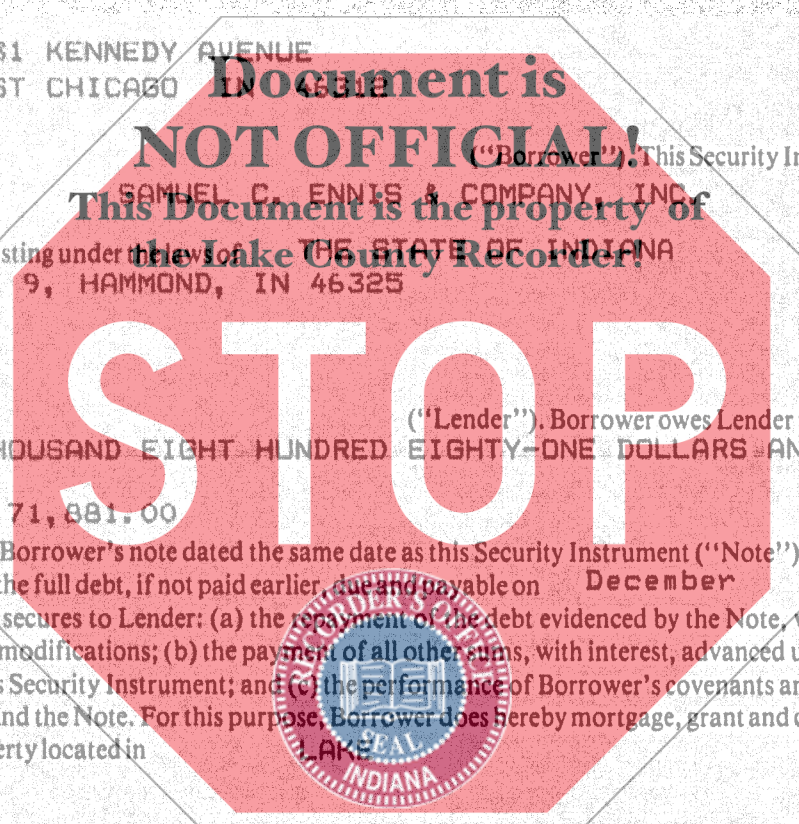 31 KENNEDY AVENUE
ST CHICAGO IN 46312
Document is
NOT OFFICIAL!
("Borrower"). This Security In
SAMUEL C. ENNIS & COMPANY, INC.
This Document is the property of
sting under the laws of THE STATE OF INDIANA
the Lake County Recorder!
9, HAMMOND, IN 46325
STOP
("Lender"). Borrower owes Lender
HOUSAND EIGHT HUNDRED EIGHTY-ONE DOLLARS AN
71,881.00
Borrower's note dated the same date as this Security Instrument ("Note")
the full debt, if not paid earlier, due and payable on December
secures to Lender: (a) the repayment of the debt evidenced by the Note, w
modifications; (b) the payment of all other sums, with interest, advanced u
s Security Instrument; and (c) the performance of Borrower's covenants an
and the Note. For this purpose, Borrower does hereby mortgage, grant and c
erty located in LAKE
RECORDER'S OFFICE
SEAL
INDIANA